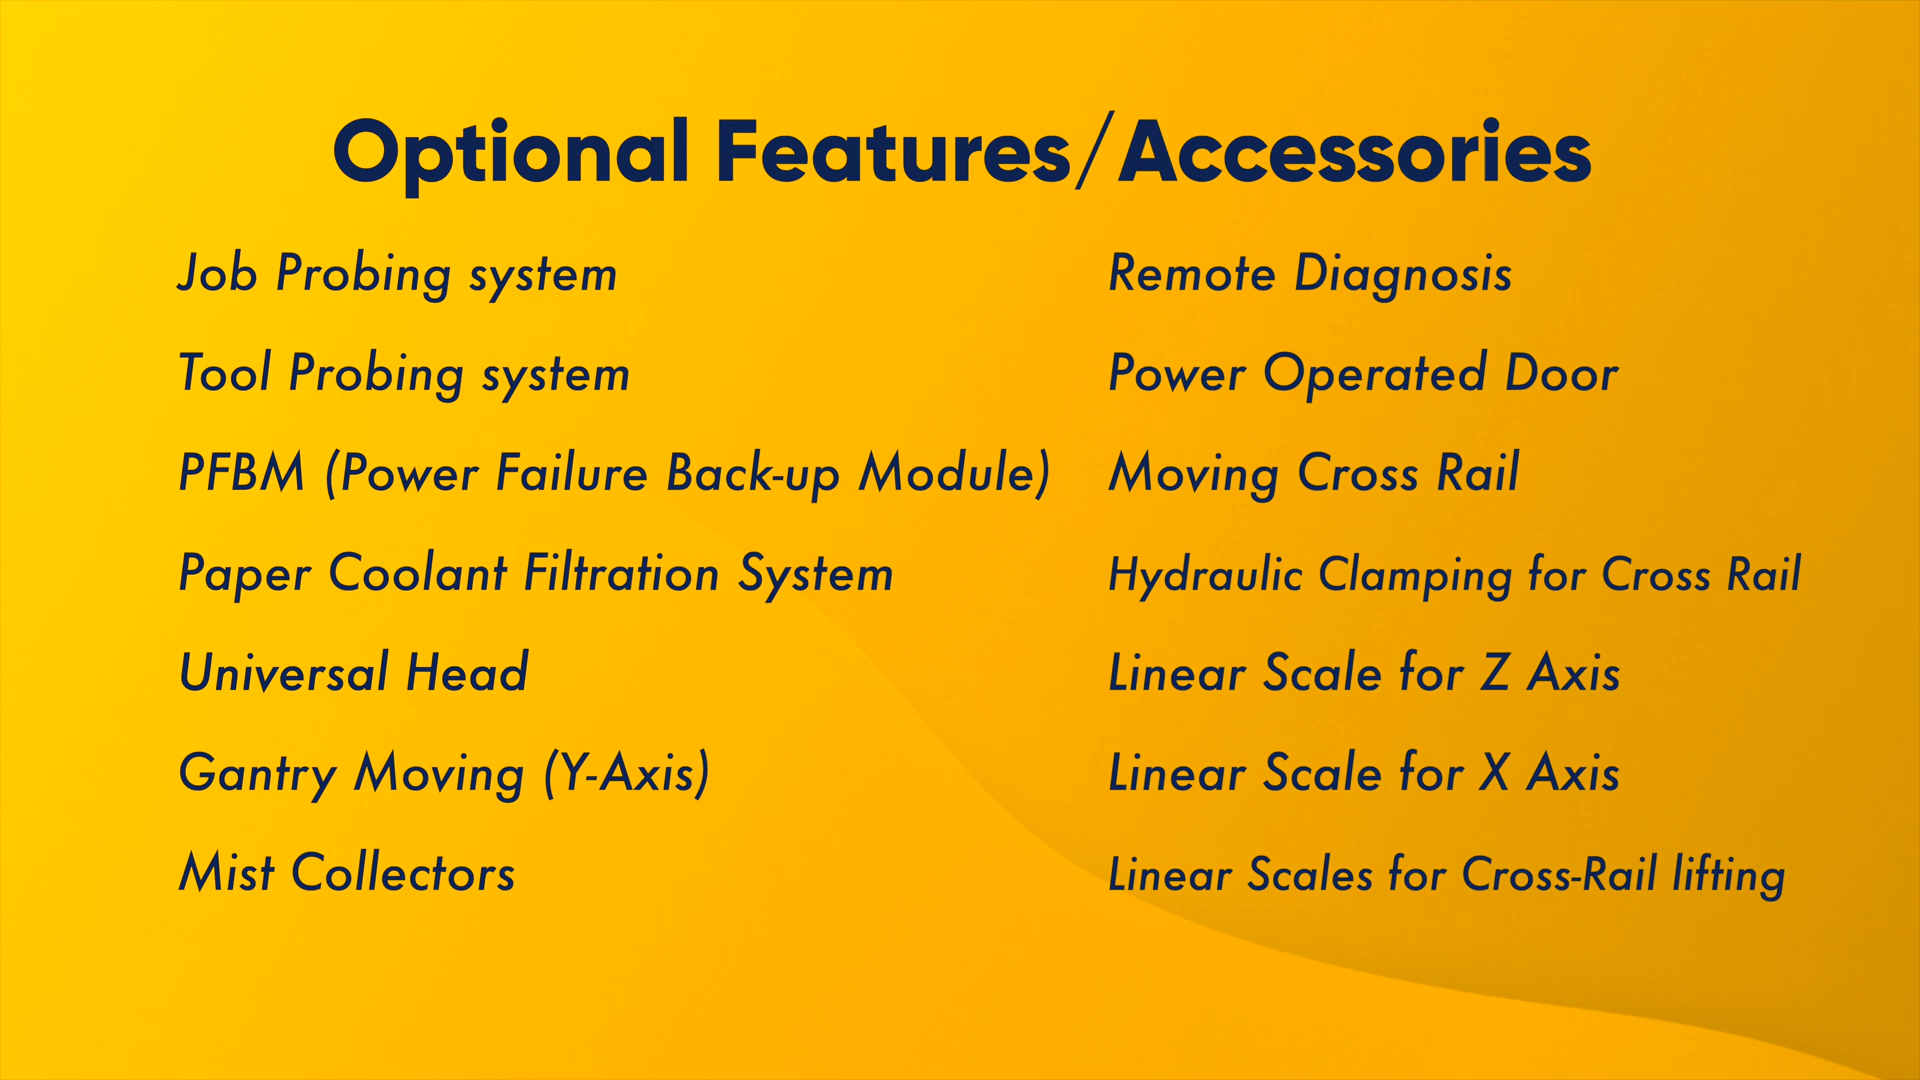 Optional Features/Accessories
Job Probing system
Tool Probing system
PFBM (Power Failure Back-up Module)
Paper Coolant Filtration System
Universal Head
Gantry Moving (Y-Axis)
Mist Collectors
Remote Diagnosis
Power Operated Door
Moving Cross Rail
Hydraulic Clamping for Cross Rail
Linear Scale for Z Axis
Linear Scale for X Axis
Linear Scales for Cross-Rail lifting